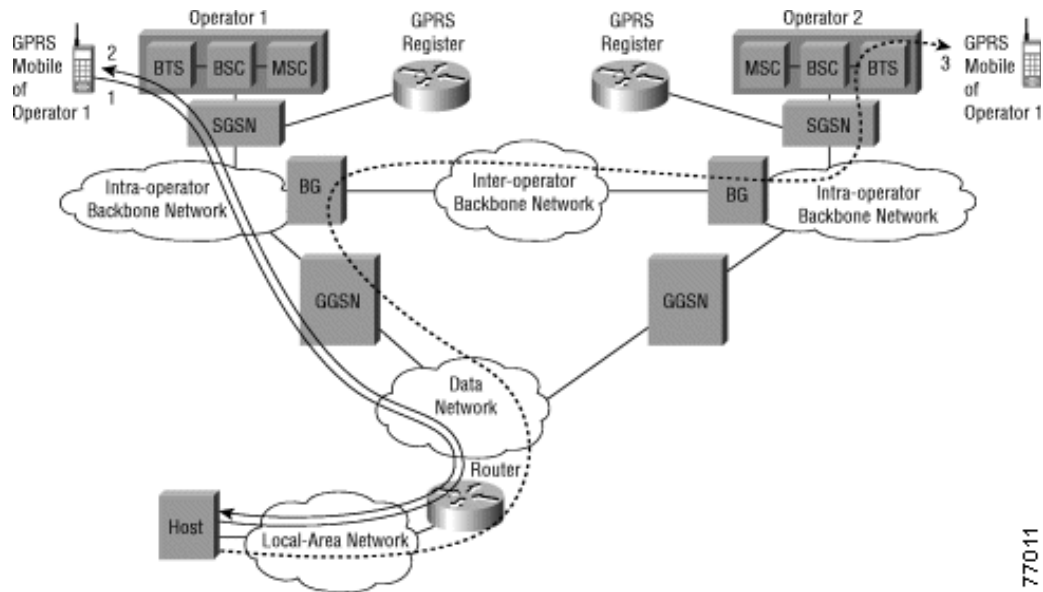 Operator 1
GPRS
Register
GPRS
Register
Operator 2
GPRS
Mobile
of
Operator 1
2
1
BTS
BSC
MSC
MSC
BSC
BTS
3
GPRS
Mobile
of
Operator 1
SGSN
SGSN
Intra-operator
Backbone Network
BG
Inter-operator
Backbone Network
BG
Intra-operator
Backbone Network
GGSN
GGSN
Data
Network
Router
Host
Local-Area Network
77011